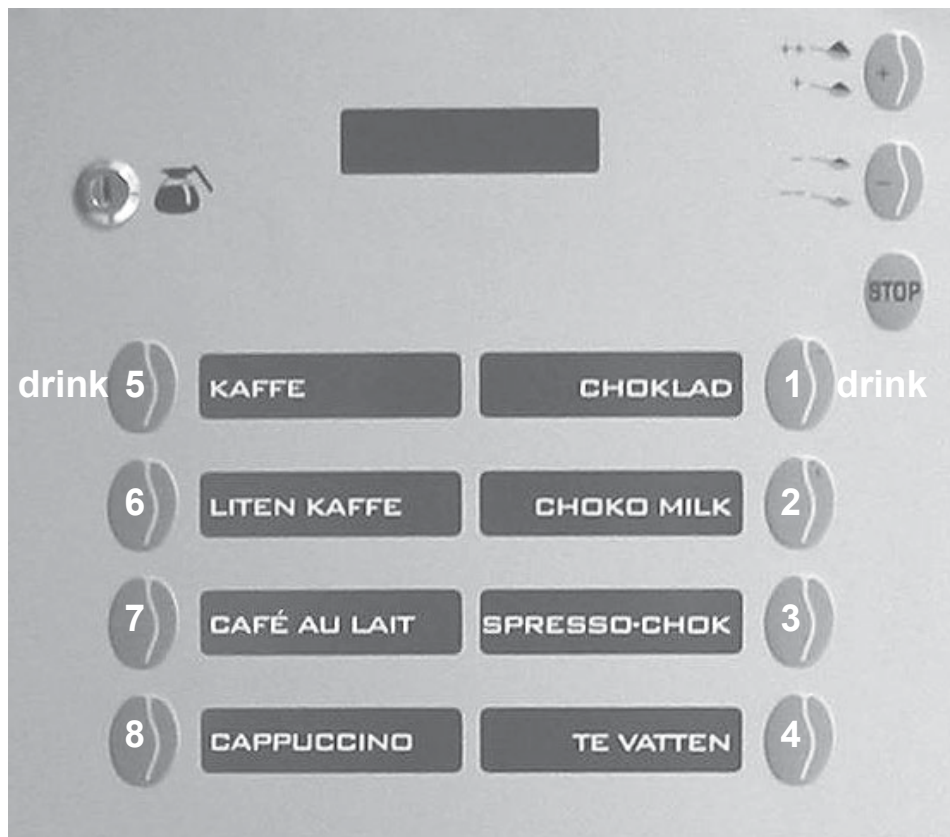 ++
+ +
-
- --
STOP
drink 5 KAFFE CHOKLAD 1 drink
6 LITEN KAFFE CHOKO MILK 2
7 CAFÉ AU LAIT SPRESSO-CHOK 3
8 CAPPUCCINO TE VATTEN 4